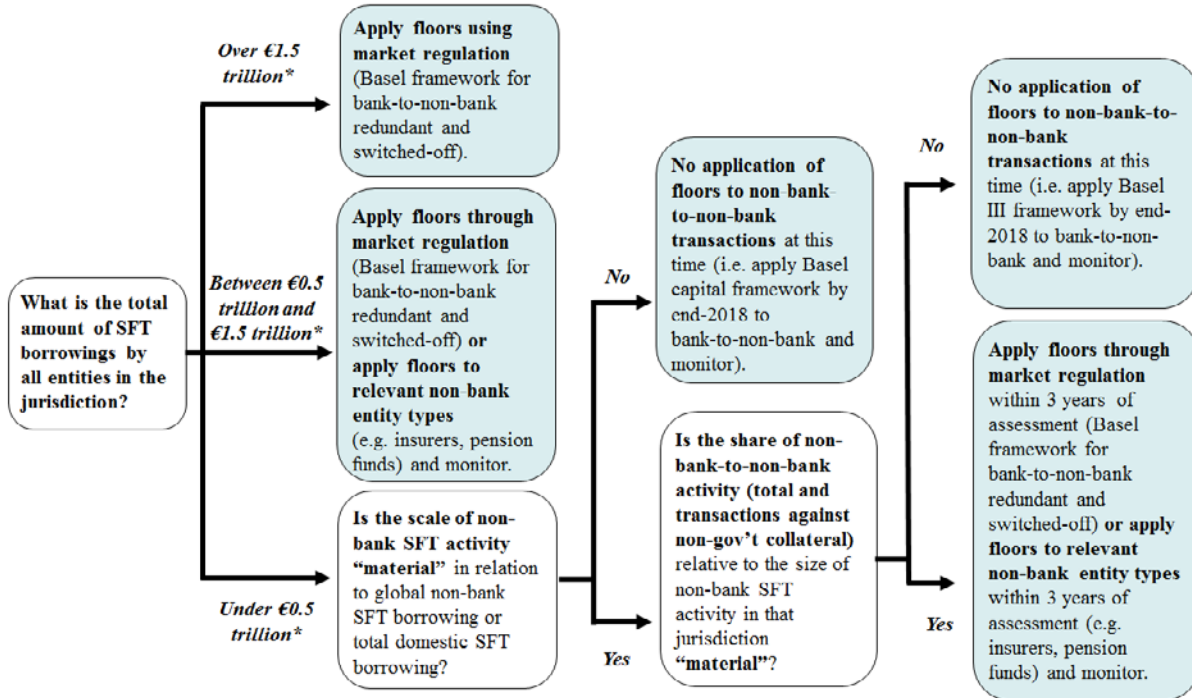 What is the total
amount of SFT
borrowings by
all entities in the
jurisdiction?
Over €1.5
trillion*
Apply floors using
market regulation
(Basel framework for
bank-to-non-bank
redundant and
switched-off).
Between €0.5
trillion and
€1.5 trillion*
Apply floors through
market regulation
(Basel framework for
bank-to-non-bank
redundant and
switched-off) or
apply floors to
relevant non-bank
entity types
(e.g. insurers, pension
funds) and monitor.
Under €0.5
trillion*
Is the scale of non-
bank SFT activity
“material” in relation
to global non-bank
SFT borrowing or
total domestic SFT
borrowing?
No
No application of
floors to non-bank-
to-non-bank
transactions at this
time (i.e. apply Basel
capital framework by
end-2018 to
bank-to-non-bank and
monitor).
Yes
Is the share of non-
bank-to-non-bank
activity (total and
transactions against
non-gov’t collateral)
relative to the size of
non-bank SFT
activity in that
jurisdiction
“material”?
No
No application of
floors to non-bank-to-
non-bank
transactions at this
time (i.e. apply Basel
III framework by end-
2018 to bank-to-non-
bank and monitor).
Yes
Apply floors through
market regulation
within 3 years of
assessment (Basel
framework for
bank-to-non-bank
redundant and
switched-off) or apply
floors to relevant
non-bank entity types
within 3 years of
assessment (e.g.
insurers, pension
funds) and monitor.